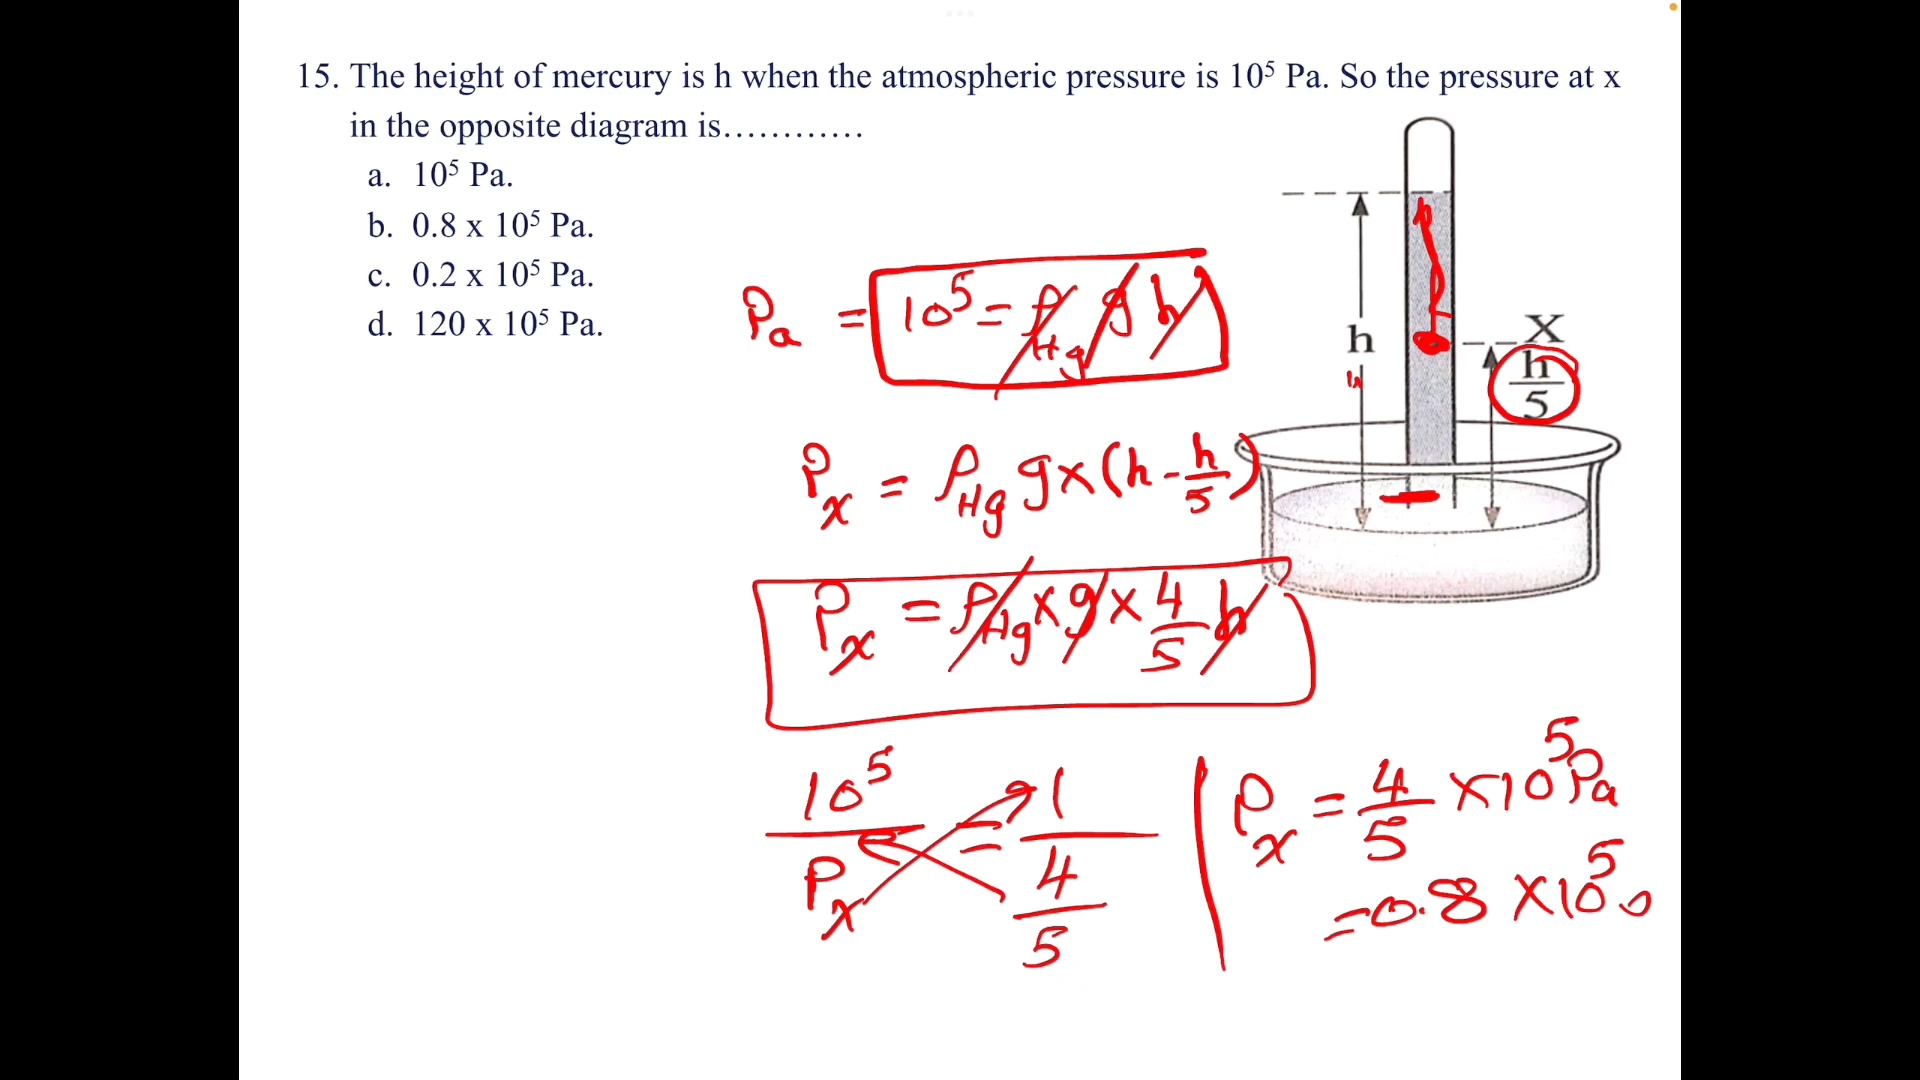 15. The height of mercury is h when the atmospheric pressure is 10⁵ Pa. So the pressure at x
in the opposite diagram is…………
a. 10⁵ Pa.
b. 0.8 x 10⁵ Pa.
c. 0.2 x 10⁵ Pa.
d. 120 x 10⁵ Pa.
h
X
h/5
Pa = 10⁵ = ρHg g h
Px = ρHg g x (h - h/5)
Px = ρHg x g x 4/5 h
10⁵/Px = 1/(4/5)
Px = 4/5 x 10⁵ Pa
= 0.8 x 10⁵